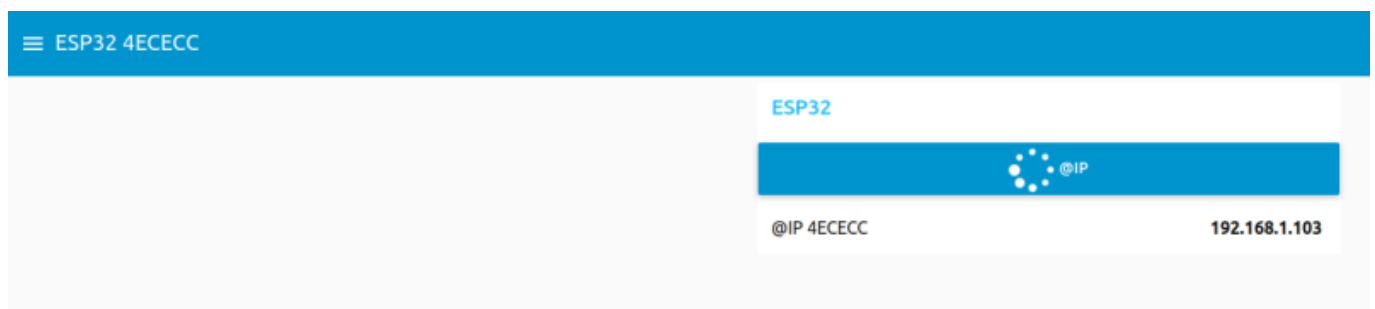 ESP32 4ECECC
ESP32
@IP
@IP 4ECECC 192.168.1.103